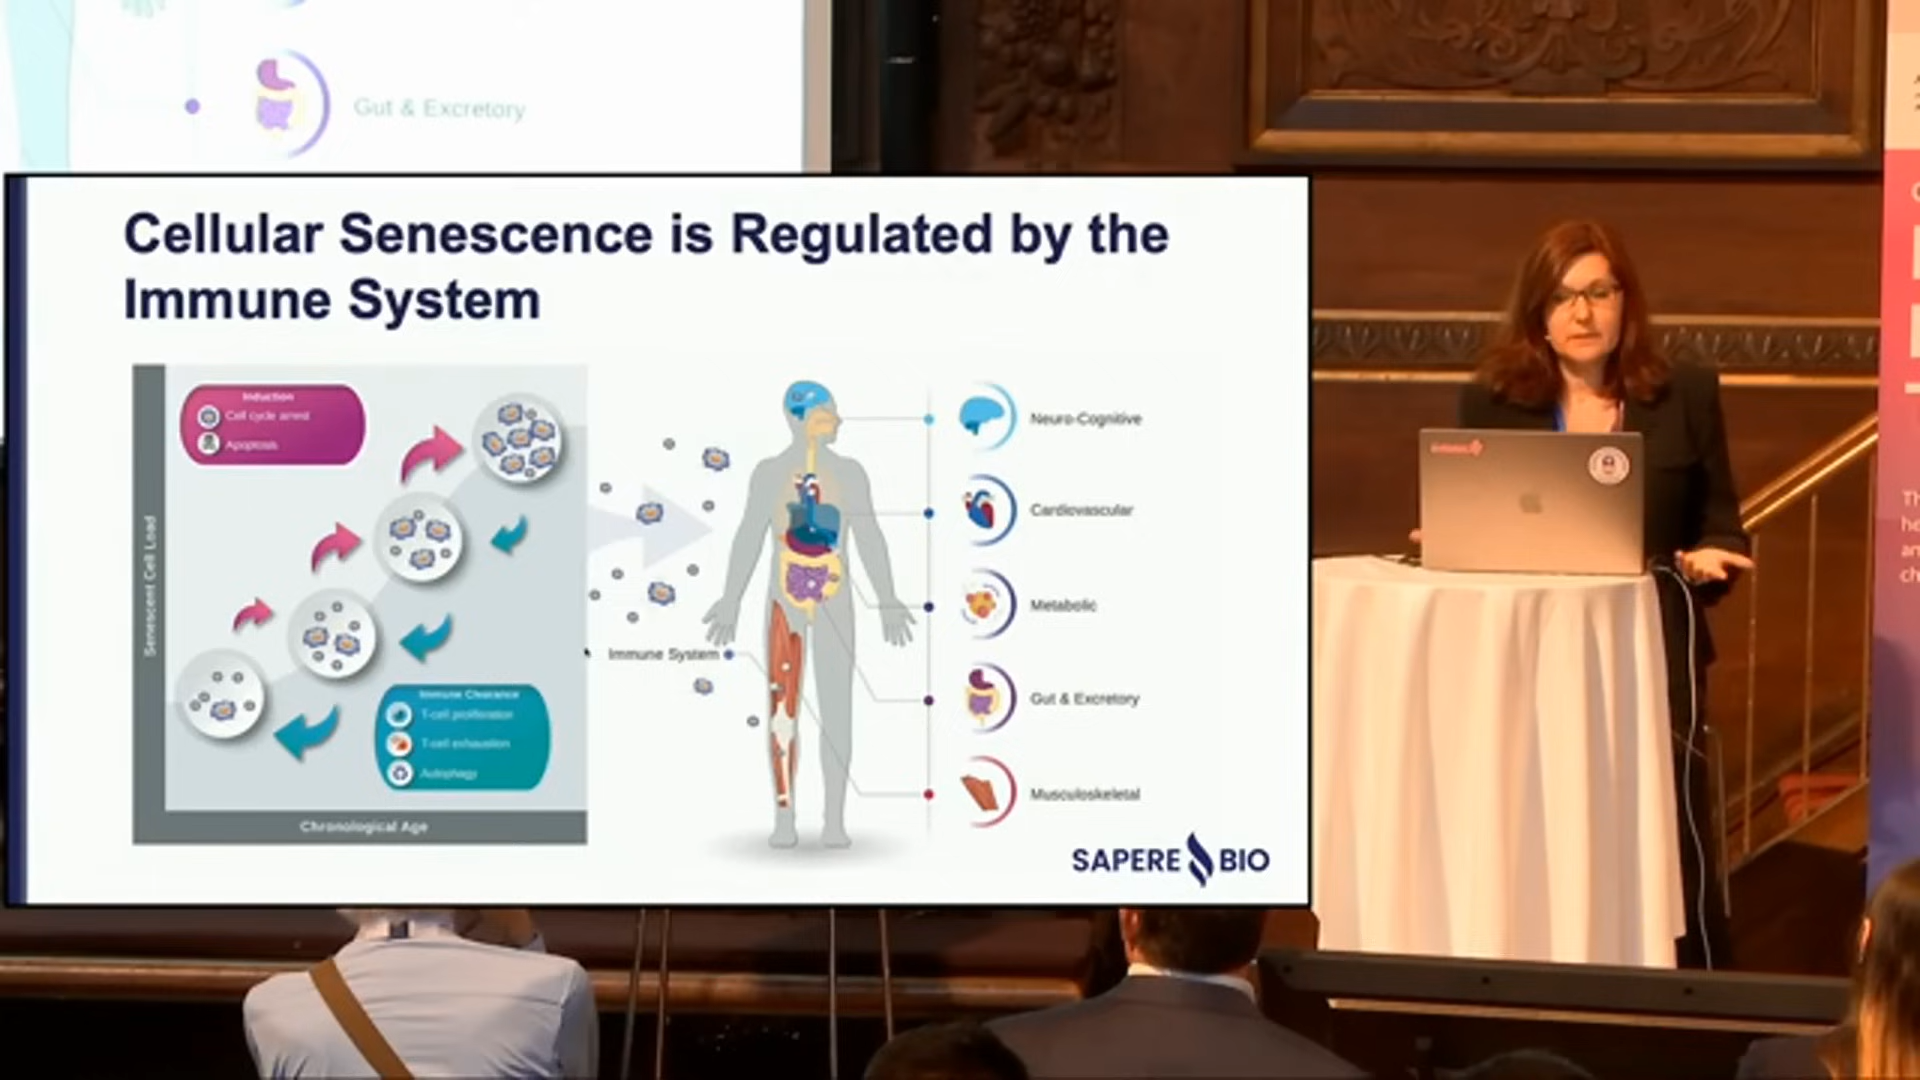 Gut & Excretory
Cellular Senescence is Regulated by the
Immune System
Induction
Cell cycle arrest
Apoptosis
Senescent Cell Load
Immune Clearance
T-cell proliferation
T-cell exhaustion
Autophagy
Chronological Age
Immune System
Neuro-Cognitive
Cardiovascular
Metabolic
Gut & Excretory
Musculoskeletal
SAPERE BIO